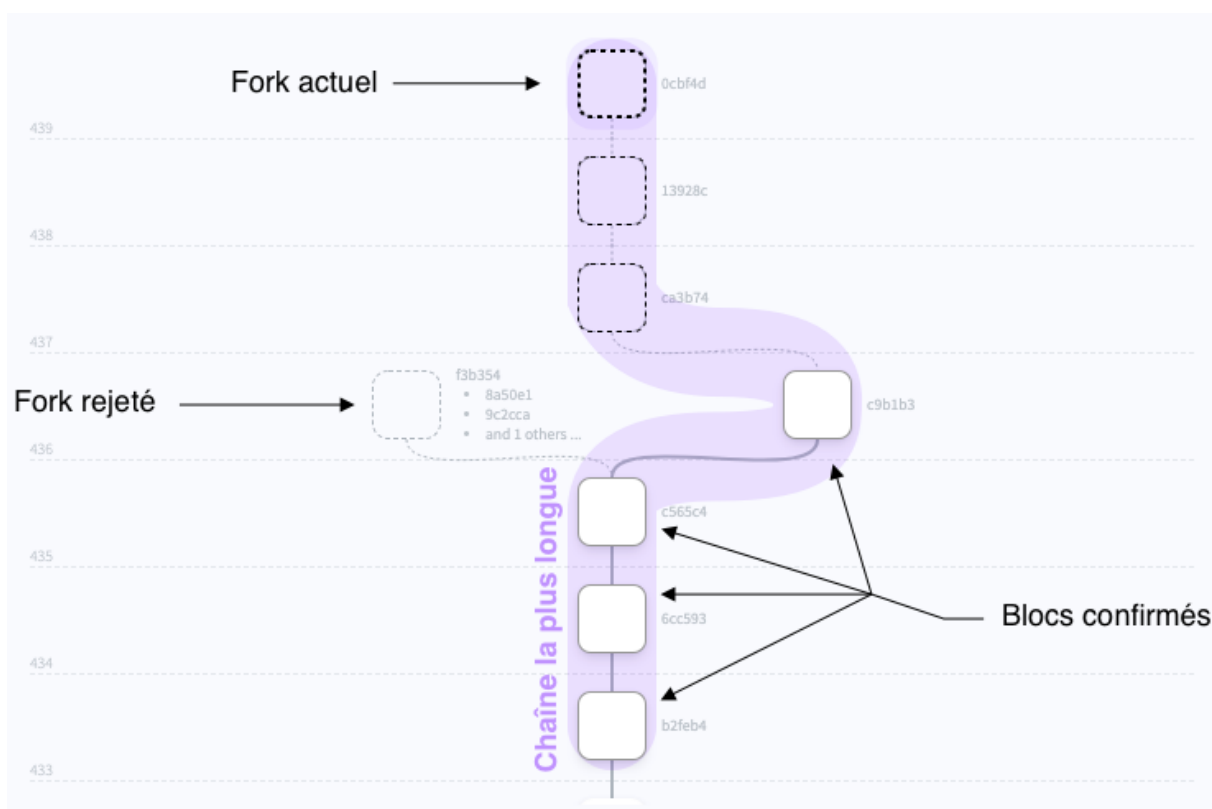 Fork actuel
0cbf4d
439
13928c
438
ca3b74
437
f3b354
8a50e1
Fork rejeté
9c2cca
c9b1b3
and 1 others ...
436
Chaîne la plus longue
c565c4
435
6cc593
Blocs confirmés
434
b2feb4
433